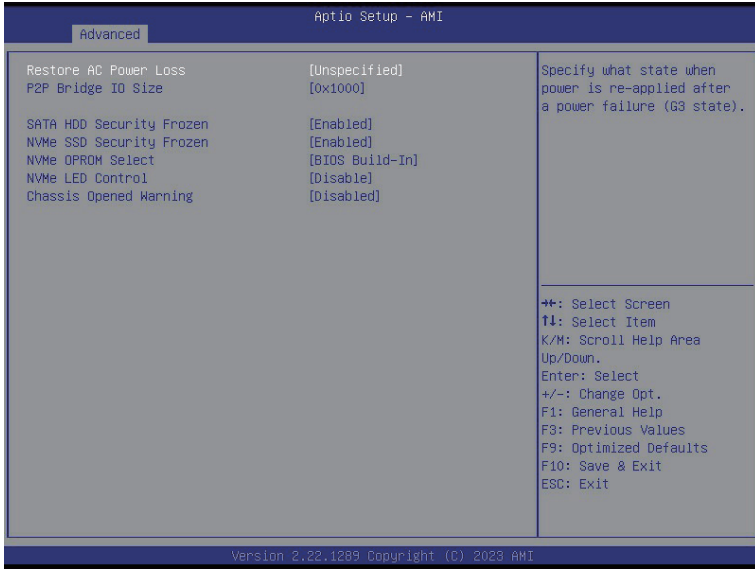 Aptio Setup – AMI
Advanced
Restore AC Power Loss [Unspecified]
P2P Bridge IO Size [0x1000]
SATA HDD Security Frozen [Enabled]
NVMe SSD Security Frozen [Enabled]
NVMe OPROM Select [BIOS Build-In]
NVMe LED Control [Disable]
Chassis Opened Warning [Disabled]
Specify what state when
power is re-applied after
a power failure (G3 state).
→←: Select Screen
↑↓: Select Item
K/M: Scroll Help Area
Up/Down.
Enter: Select
+/-: Change Opt.
F1: General Help
F3: Previous Values
F9: Optimized Defaults
F10: Save & Exit
ESC: Exit
Version 2.22.1289 Copyright (C) 2023 AMI